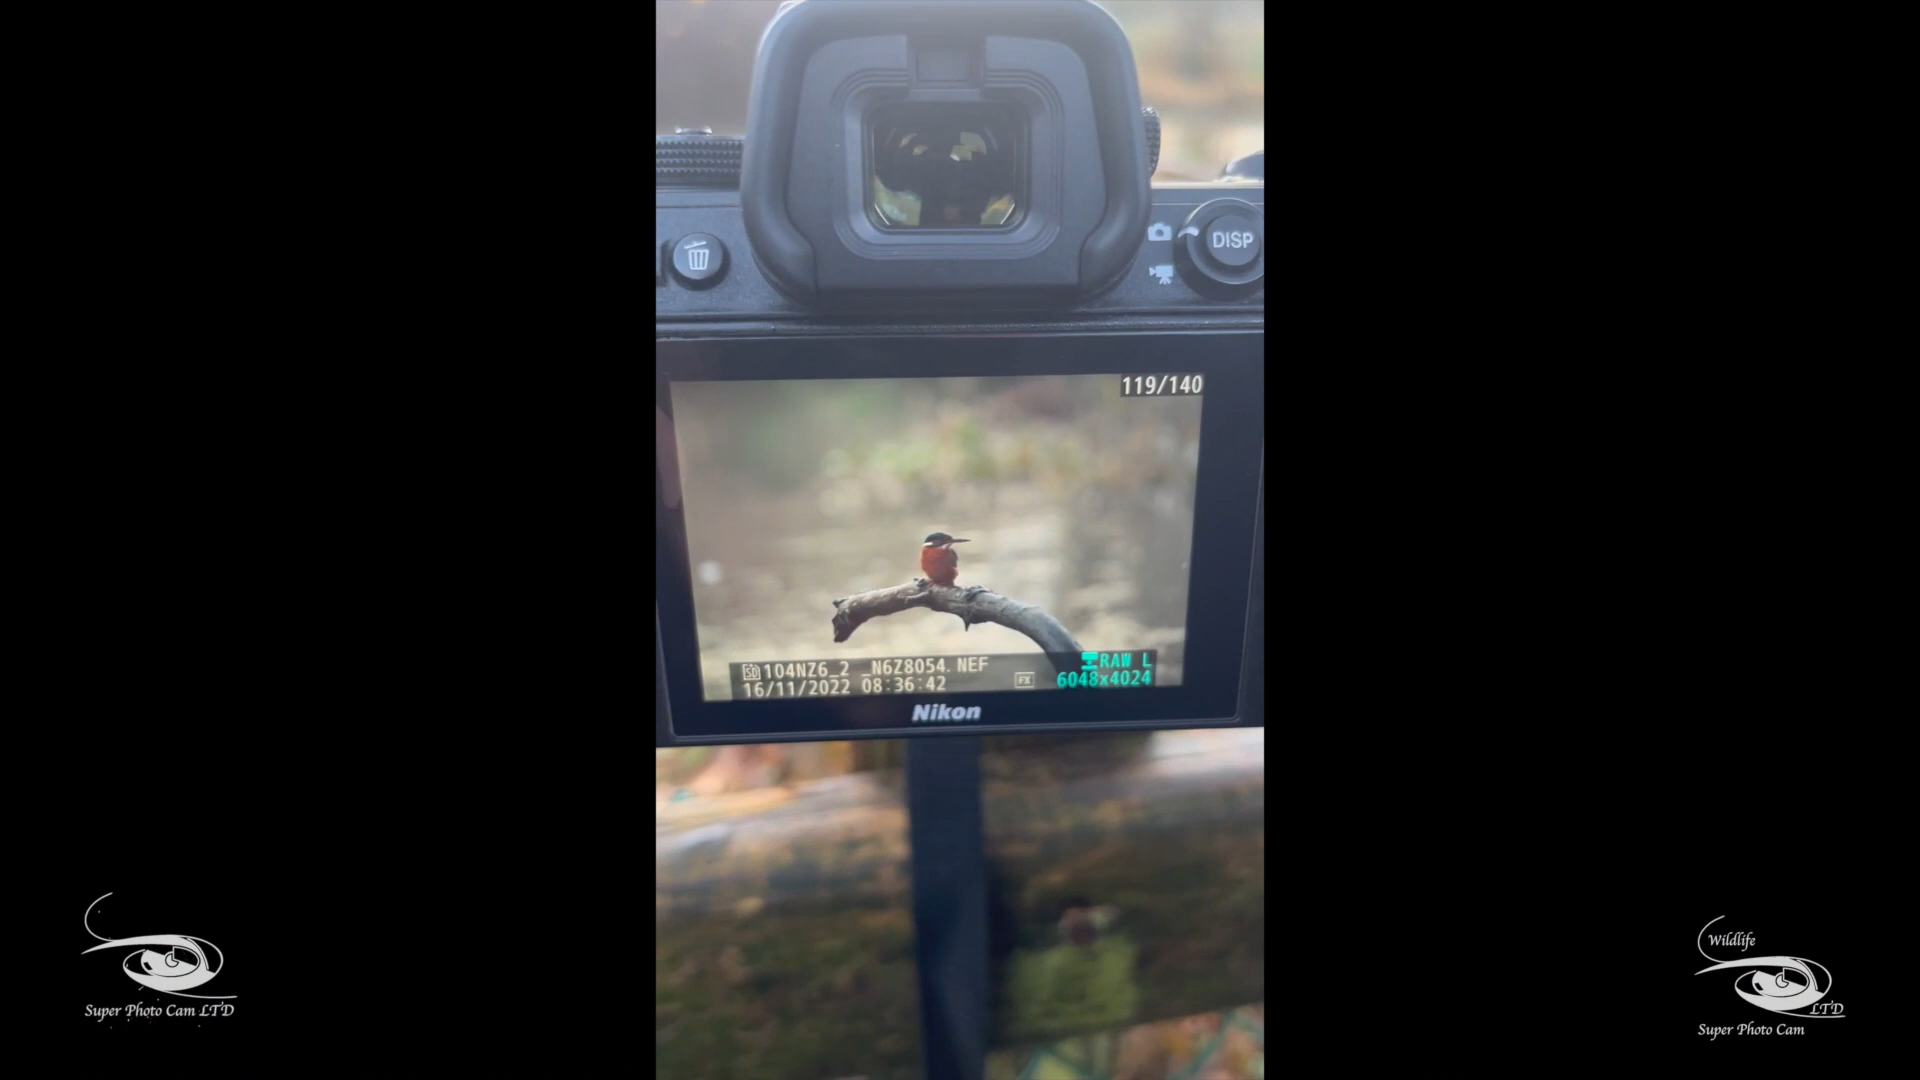 DISP
119/140
SD 104NZ6_2 _N6Z8054.NEF
RAW L
16/11/2022 08:36:42
FX
6048x4024
Nikon
Super Photo Cam LTD
Wildlife
LTD
Super Photo Cam